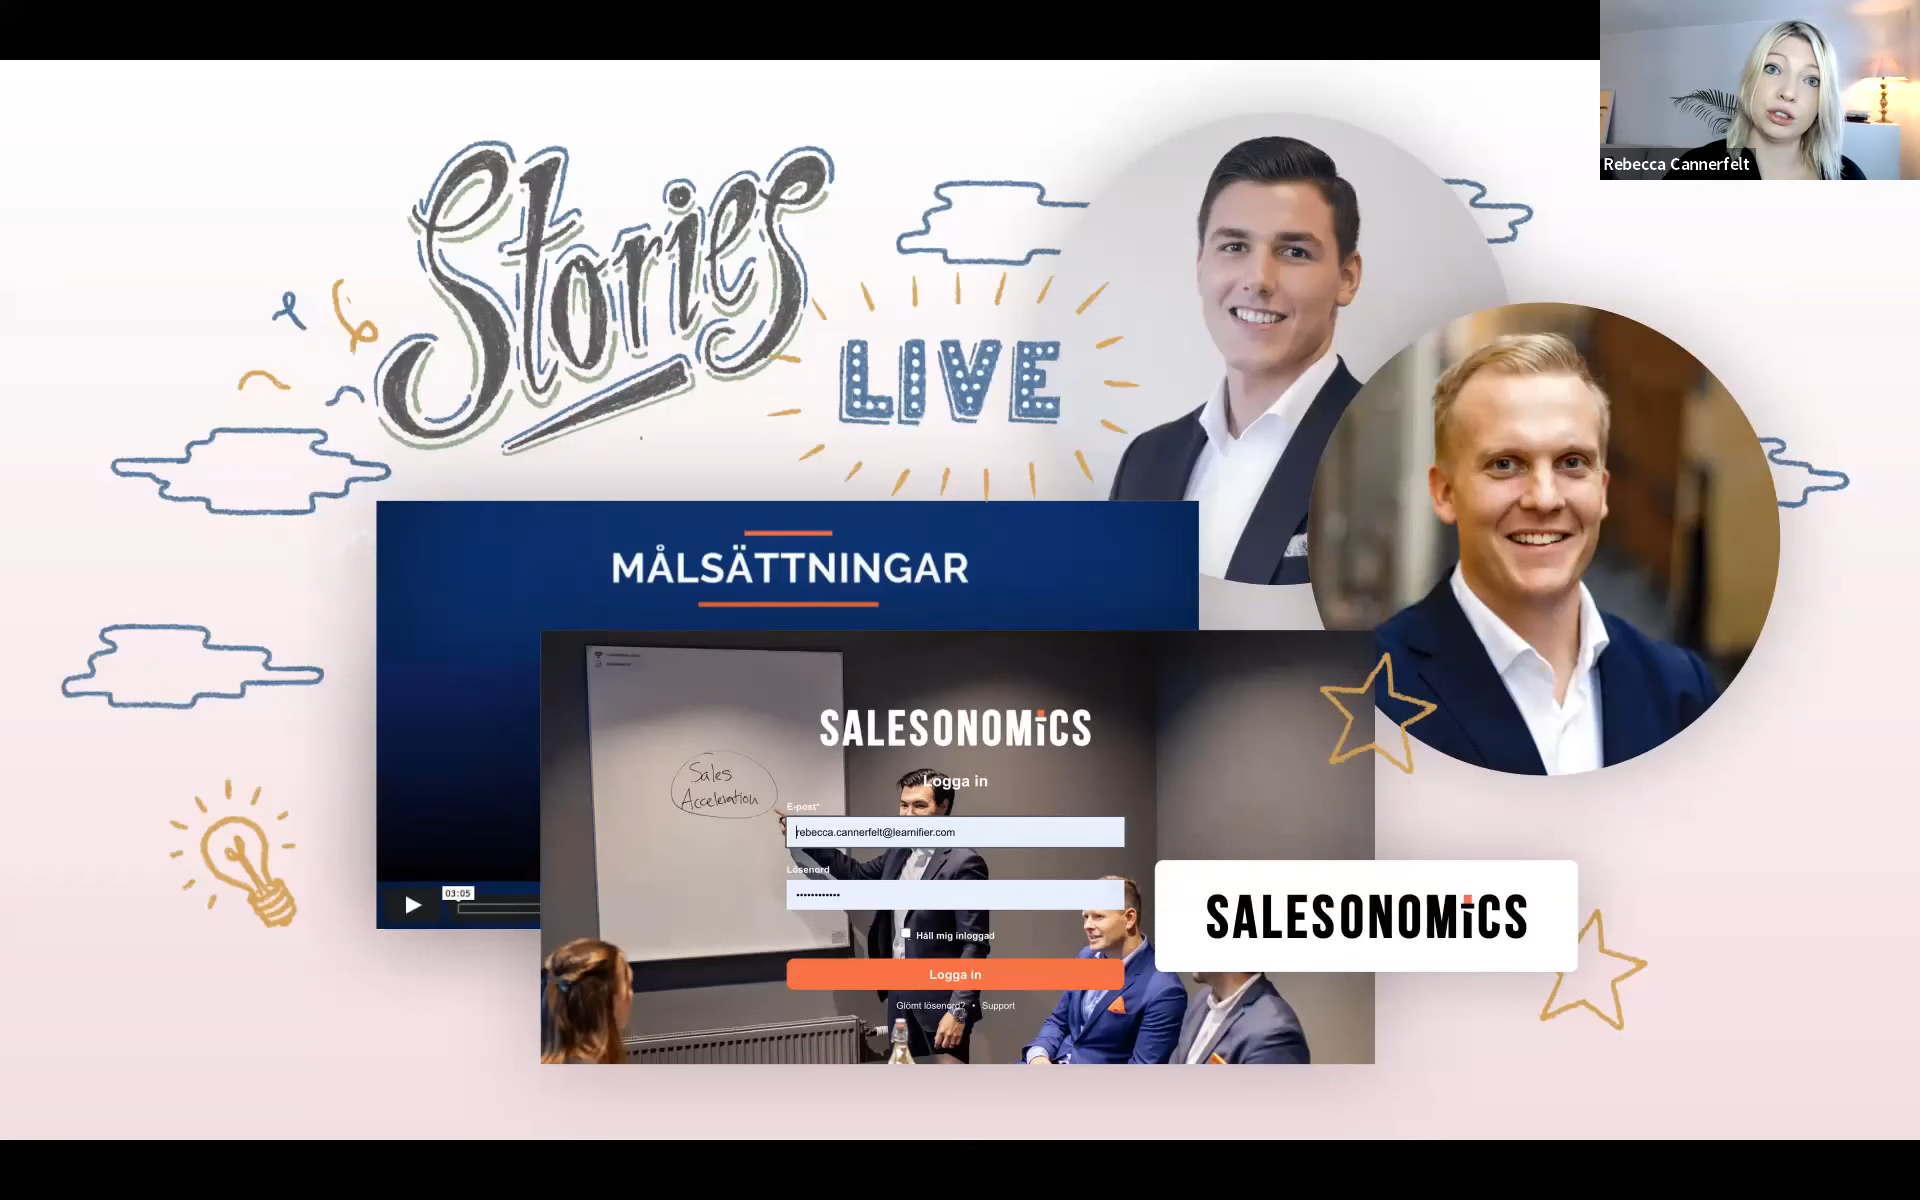 Rebecca Cannerfelt
Stories
LIVE
MÅLSÄTTNINGAR
SALESONOMiCS
Sales
Acceleration
Logga in
E-post*
rebecca.cannerfelt@learnifier.com
Lösenord
Håll mig inloggad
Logga in
Glömt lösenord? • Support
03:05
SALESONOMiCS